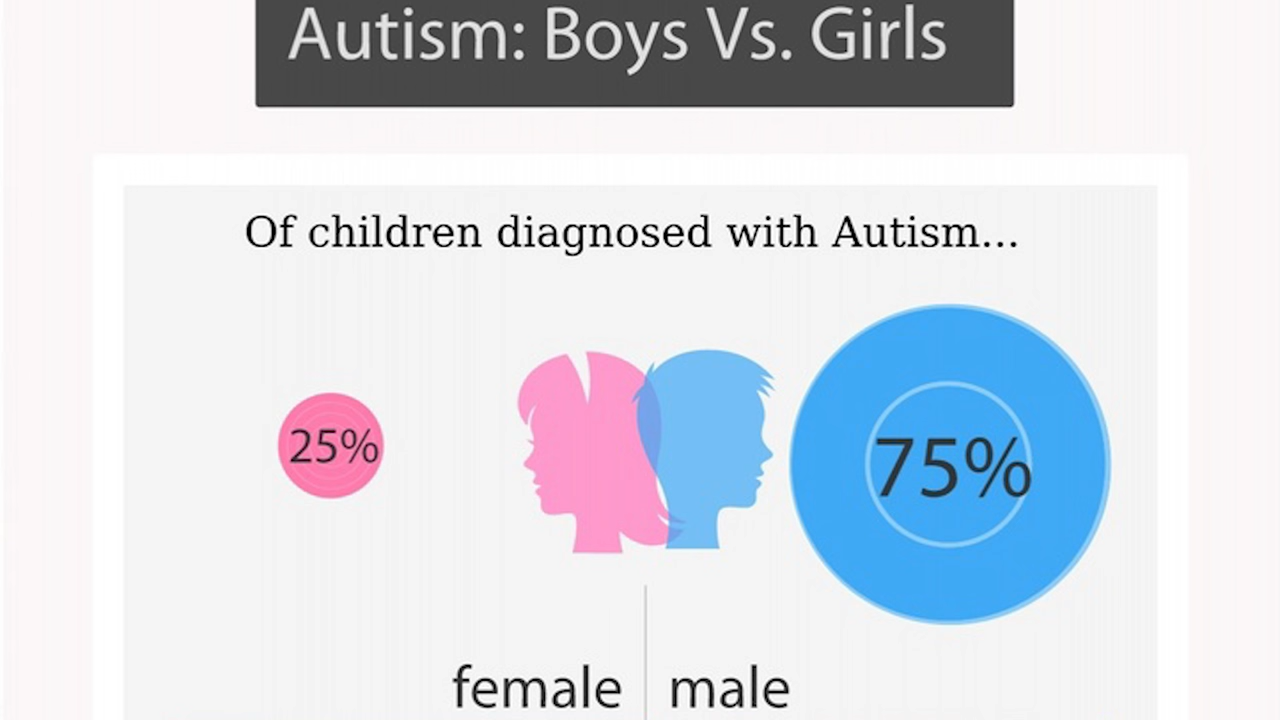 Autism: Boys Vs. Girls
Of children diagnosed with Autism...
25%
75%
female
male